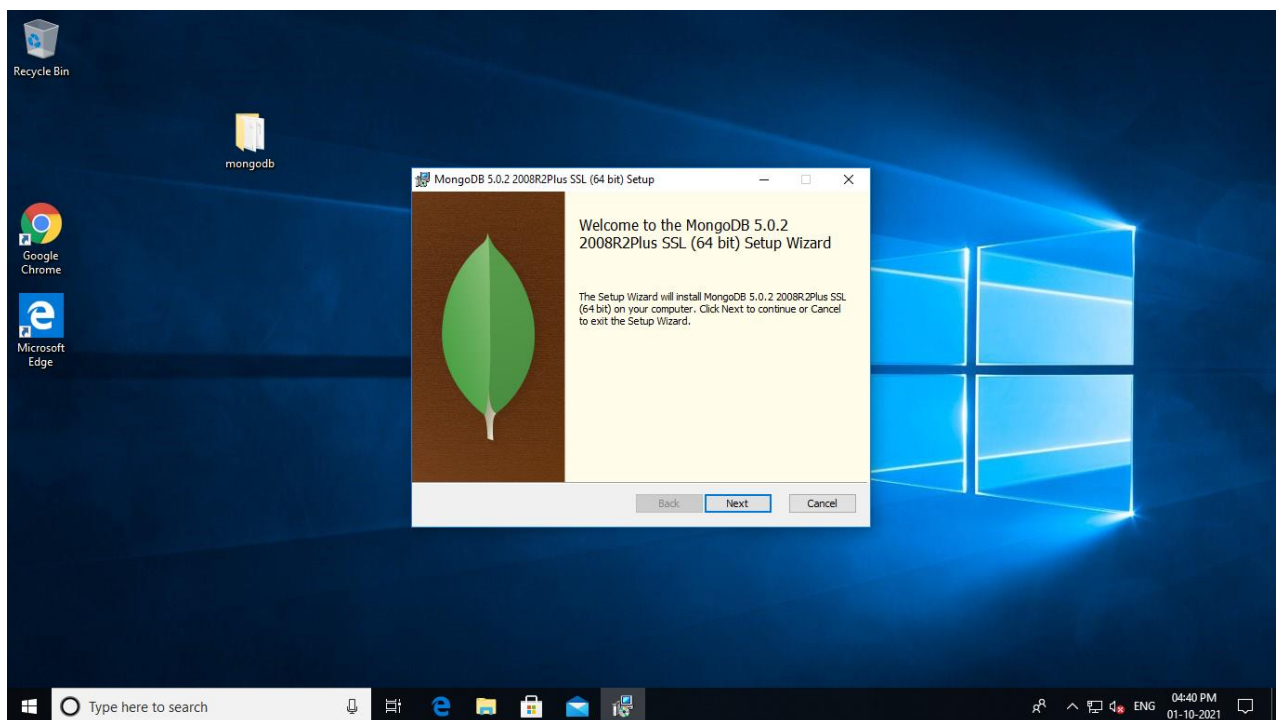 Recycle Bin
mongodb
Google
Chrome
Microsoft
Edge
MongoDB 5.0.2 2008R2Plus SSL (64 bit) Setup
Welcome to the MongoDB 5.0.2
2008R2Plus SSL (64 bit) Setup Wizard
The Setup Wizard will install MongoDB 5.0.2 2008R2Plus SSL
(64 bit) on your computer. Click Next to continue or Cancel
to exit the Setup Wizard.
Back Next Cancel
Type here to search
ENG
04:40 PM
01-10-2021